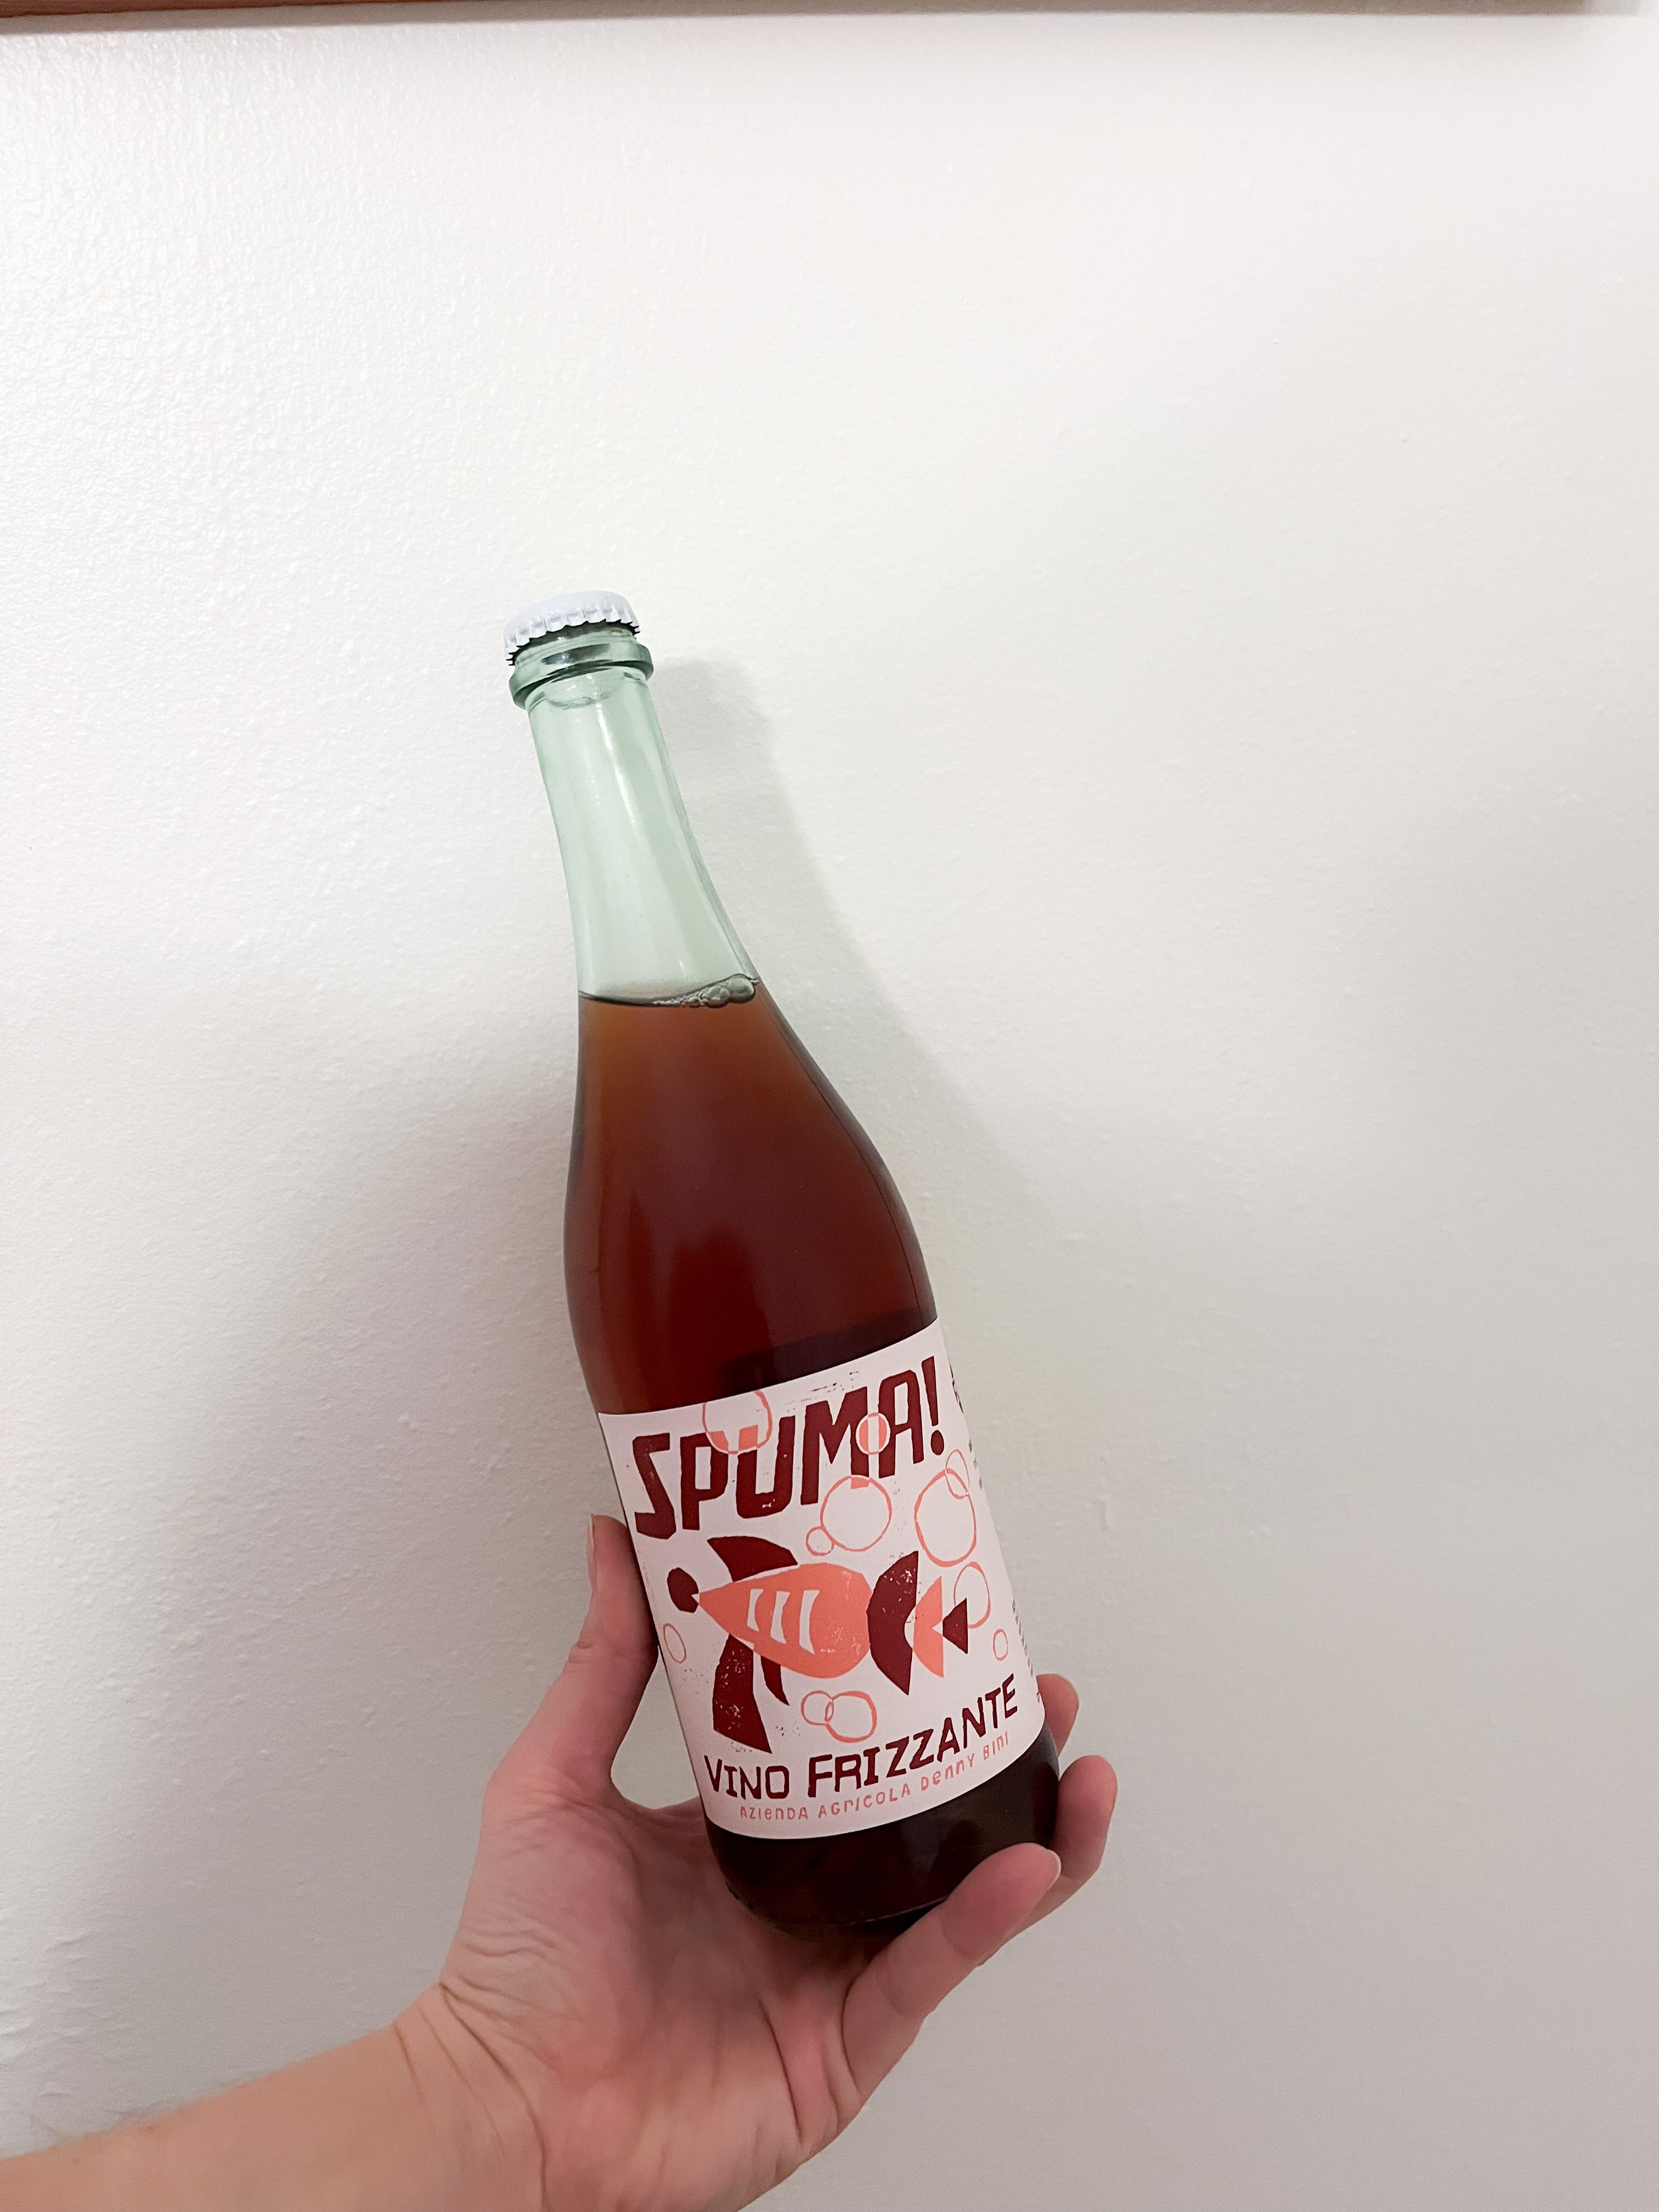 SPUMA!
VINO FRIZZANTE
AZIENDA AGRICOLA DENNY BINI